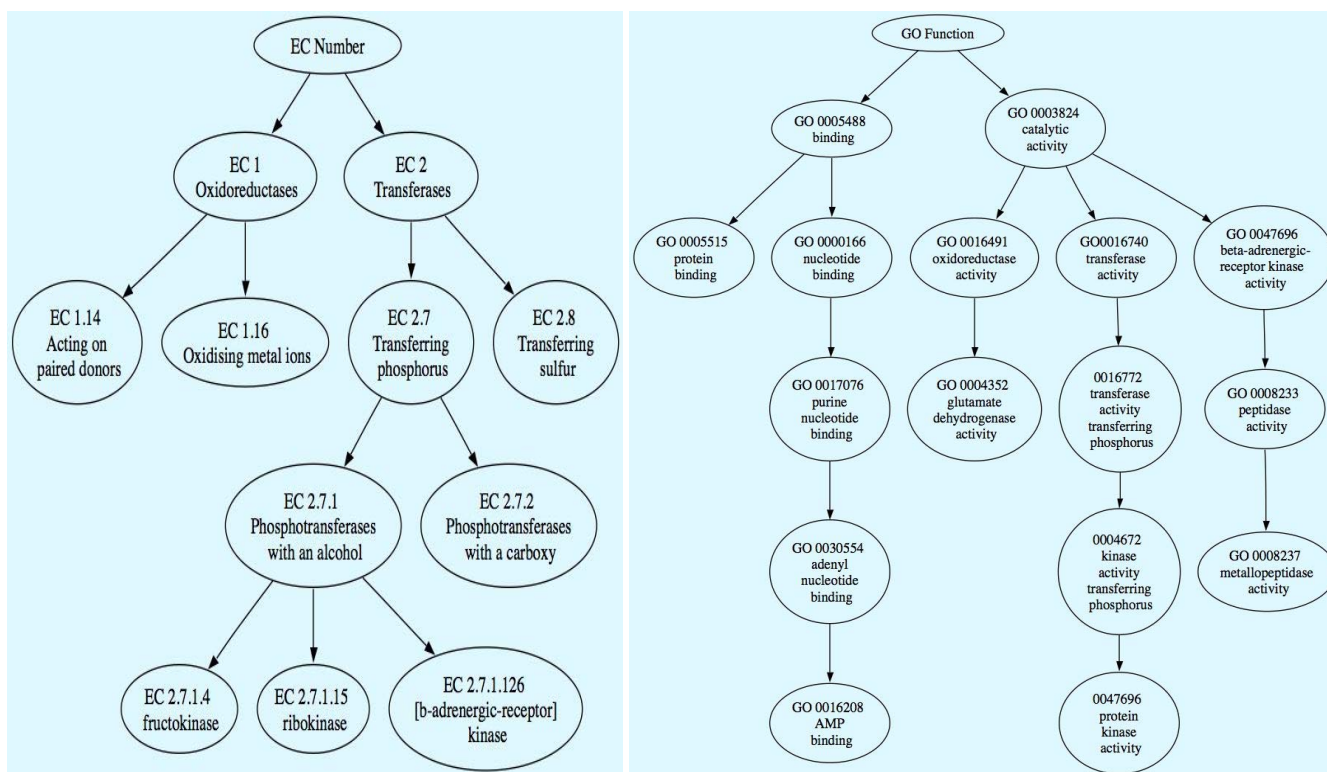 EC Number
EC 1
Oxidoreductases
EC 2
Transferases
EC 1.14
Acting on
paired donors
EC 1.16
Oxidising metal ions
EC 2.7
Transferring
phosphorus
EC 2.8
Transferring
sulfur
EC 2.7.1
Phosphotransferases
with an alcohol
EC 2.7.2
Phosphotransferases
with a carboxy
EC 2.7.1.4
fructokinase
EC 2.7.1.15
ribokinase
EC 2.7.1.126
[b-adrenergic-receptor]
kinase
GO Function
GO 0005488
binding
GO 0003824
catalytic
activity
GO 0005515
protein
binding
GO 0000166
nucleotide
binding
GO 0016491
oxidoreductase
activity
GO0016740
transferase
activity
GO 0047696
beta-adrenergic-
receptor kinase
activity
GO 0017076
purine
nucleotide
binding
GO 0004352
glutamate
dehydrogenase
activity
0016772
transferase
activity
transferring
phosphorus
GO 0008233
peptidase
activity
GO 0030554
adenyl
nucleotide
binding
0004672
kinase
activity
transferring
phosphorus
GO 0008237
metallopeptidase
activity
GO 0016208
AMP
binding
0047696
protein
kinase
activity